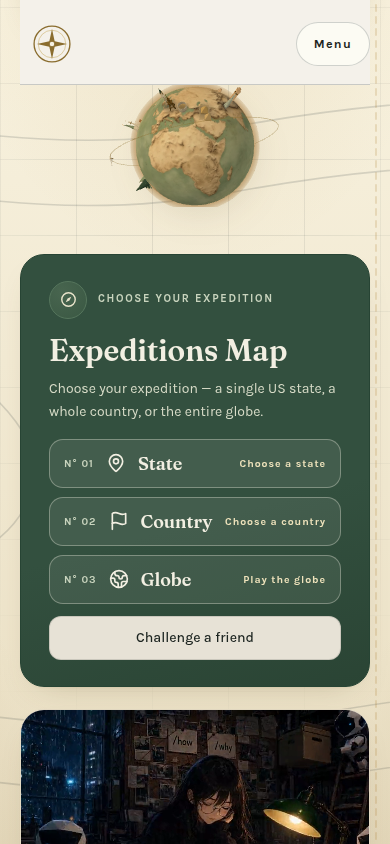 Menu
CHOOSE YOUR EXPEDITION
Expeditions Map
Choose your expedition — a single US state, a
whole country, or the entire globe.
N° 01 State Choose a state
N° 02 Country Choose a country
N° 03 Globe Play the globe
Challenge a friend
/how
/why